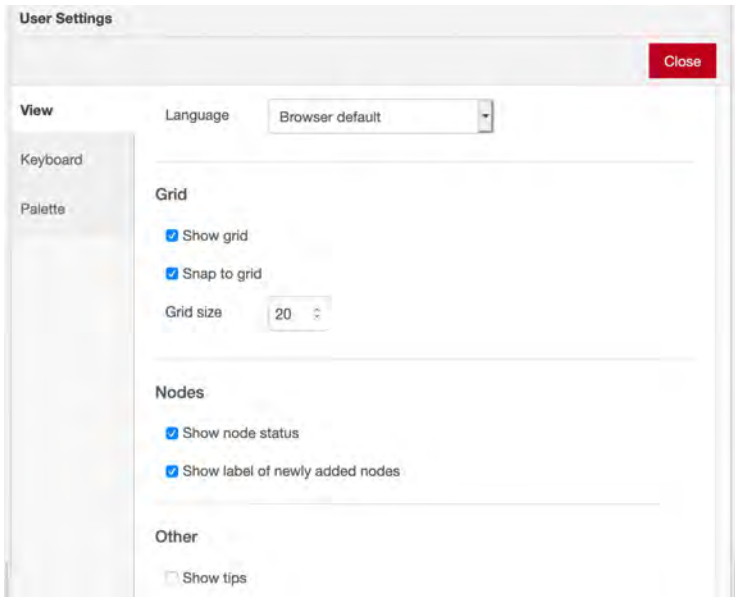 User Settings
Close
View
Language Browser default
Keyboard
Palette
Grid
Show grid
Snap to grid
Grid size 20
Nodes
Show node status
Show label of newly added nodes
Other
Show tips